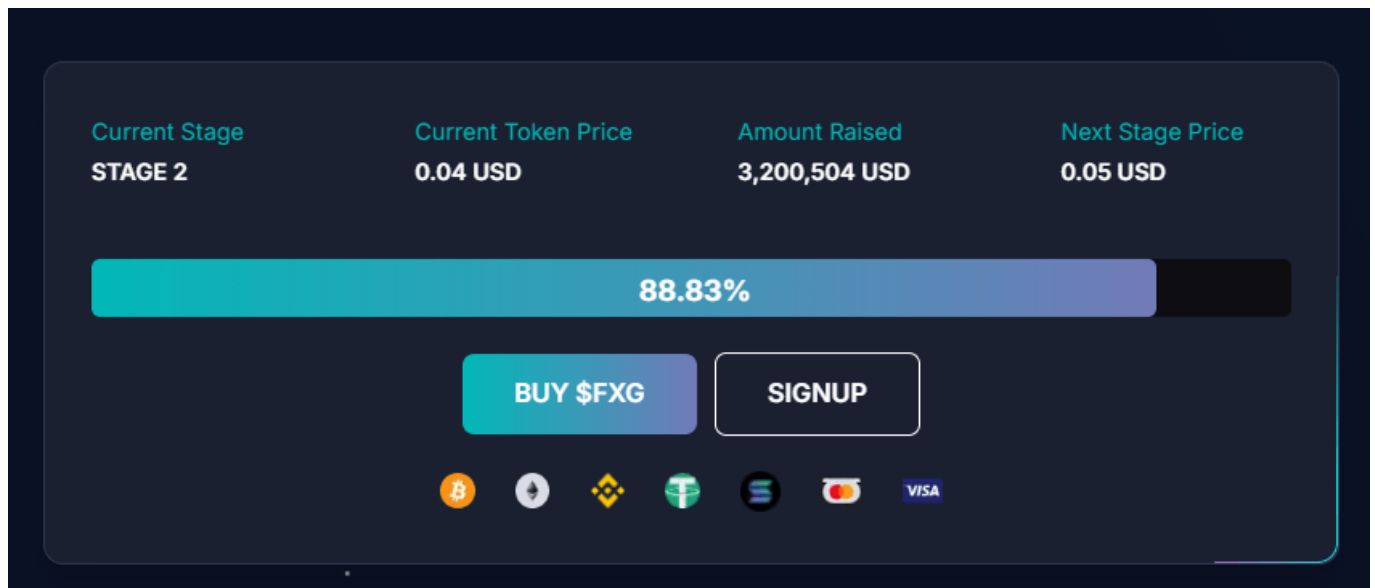 Current Stage
STAGE 2
Current Token Price
0.04 USD
Amount Raised
3,200,504 USD
Next Stage Price
0.05 USD
88.83%
BUY $FXG
SIGNUP
VISA